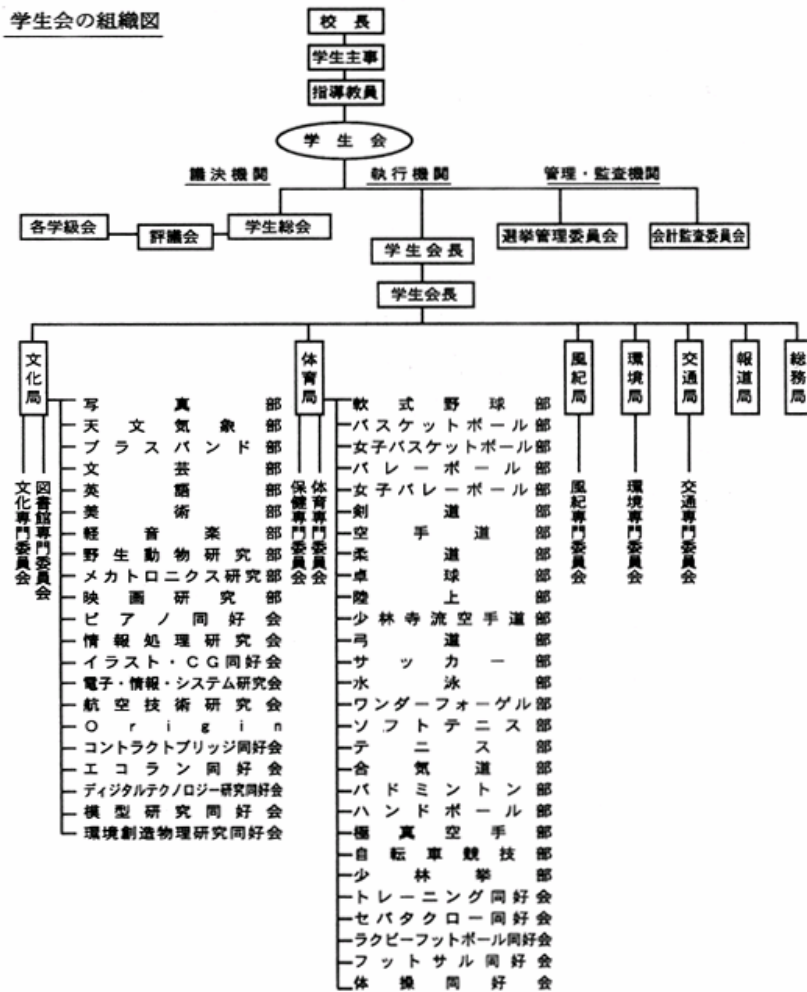 学生会の組織図
校長
学生主事
指導教員
学生会
議決機関
執行機関
管理・監査機関
各学級会
評議会
学生総会
学生会長
選挙管理委員会
会計監査委員会
学生会長
文化局
体育局
風紀局
環境局
交通局
報道局
総務局
文化専門委員会
図書館専門委員会
写真部
天文気象部
ブラスバンド部
文芸部
英語部
美術部
軽音楽部
野生動物研究部
メカトロニクス研究部
映画研究部
ピアノ同好会
情報処理研究会
イラスト・CG同好会
電子・情報・システム研究会
航空技術研究会
Origin
コントラクトブリッジ同好会
エコラン同好会
ディジタルテクノロジー研究同好会
模型研究同好会
環境創造物理研究同好会
保健専門委員会
体育専門委員会
軟式野球部
バスケットボール部
女子バスケットボール部
バレーボール部
女子バレーボール部
剣道部
空手道部
柔道部
卓球部
陸上部
少林寺流空手道部
弓道部
サッカー部
水泳部
ワンダーフォーゲル部
ソフトテニス部
テニス部
合気道部
バドミントン部
ハンドボール部
極真空手部
自転車競技部
少林拳部
トレーニング同好会
セパタクロー同好会
ラクビーフットボール同好会
フットサル同好会
体操同好会
風紀専門委員会
環境専門委員会
交通専門委員会